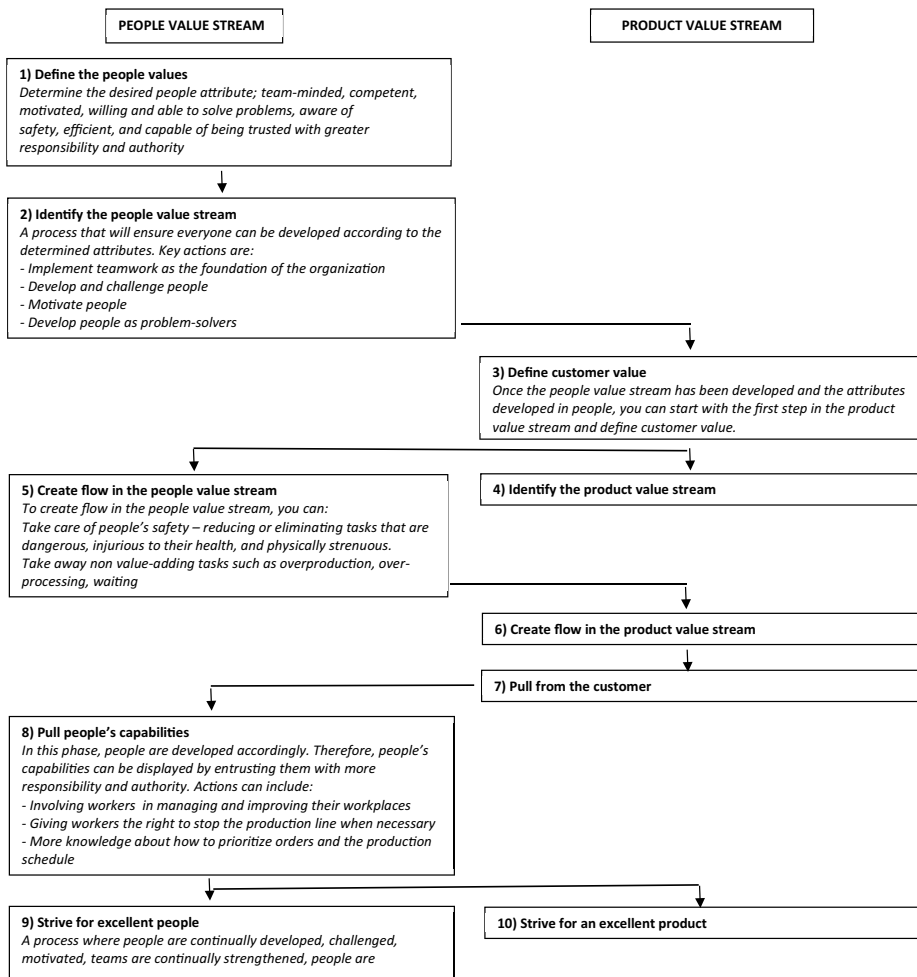 PEOPLE VALUE STREAM
PRODUCT VALUE STREAM
1) Define the people values
Determine the desired people attribute; team-minded, competent,
motivated, willing and able to solve problems, aware of
safety, efficient, and capable of being trusted with greater
responsibility and authority
2) Identify the people value stream
A process that will ensure everyone can be developed according to the
determined attributes. Key actions are:
- Implement teamwork as the foundation of the organization
- Develop and challenge people
- Motivate people
- Develop people as problem-solvers
3) Define customer value
Once the people value stream has been developed and the attributes
developed in people, you can start with the first step in the product
value stream and define customer value.
4) Identify the product value stream
5) Create flow in the people value stream
To create flow in the people value stream, you can:
Take care of people’s safety – reducing or eliminating tasks that are
dangerous, injurious to their health, and physically strenuous.
Take away non value-adding tasks such as overproduction, over-
processing, waiting
6) Create flow in the product value stream
7) Pull from the customer
8) Pull people’s capabilities
In this phase, people are developed accordingly. Therefore, people’s
capabilities can be displayed by entrusting them with more
responsibility and authority. Actions can include:
- Involving workers in managing and improving their workplaces
- Giving workers the right to stop the production line when necessary
- More knowledge about how to prioritize orders and the production
schedule
9) Strive for excellent people
A process where people are continually developed, challenged,
motivated, teams are continually strengthened, people are
10) Strive for an excellent product